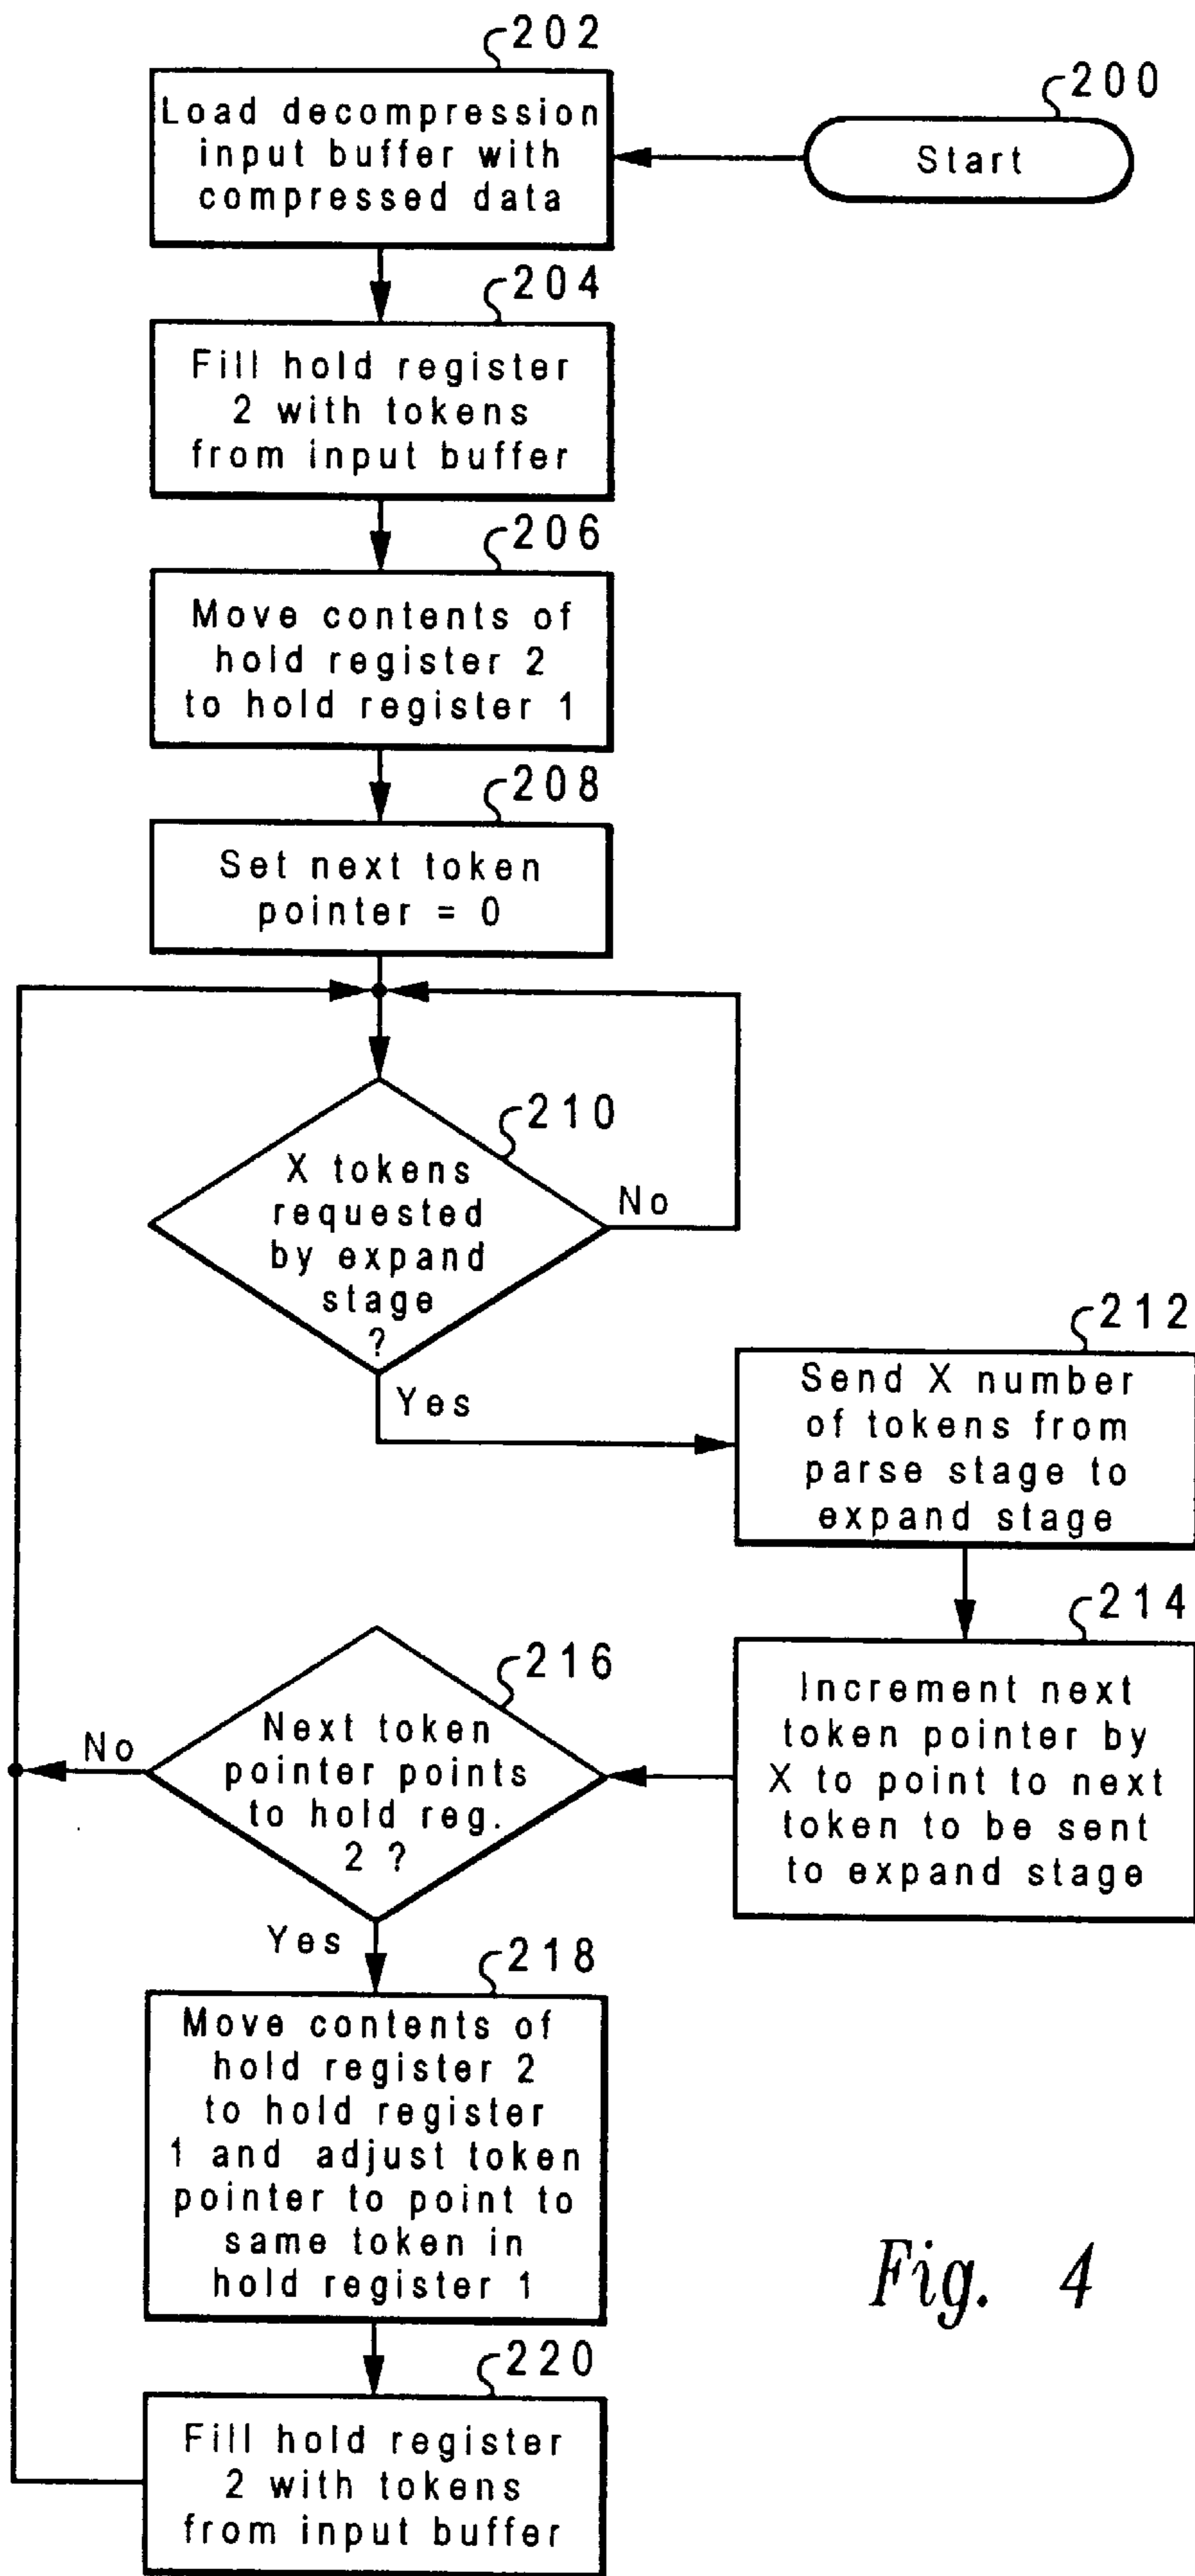 202
Load decompression
input buffer with
compressed data
200
Start
204
Fill hold register
2 with tokens
from input buffer
206
Move contents of
hold register 2
to hold register 1
208
Set next token
pointer = 0
210
X tokens
requested
by expand
stage
?
No
Yes
212
Send X number
of tokens from
parse stage to
expand stage
214
Increment next
token pointer by
X to point to next
token to be sent
to expand stage
216
Next token
pointer points
to hold reg.
2 ?
No
Yes
218
Move contents of
hold register 2
to hold register
1 and adjust token
pointer to point to
same token in
hold register 1
220
Fill hold register
2 with tokens
from input buffer
Fig. 4